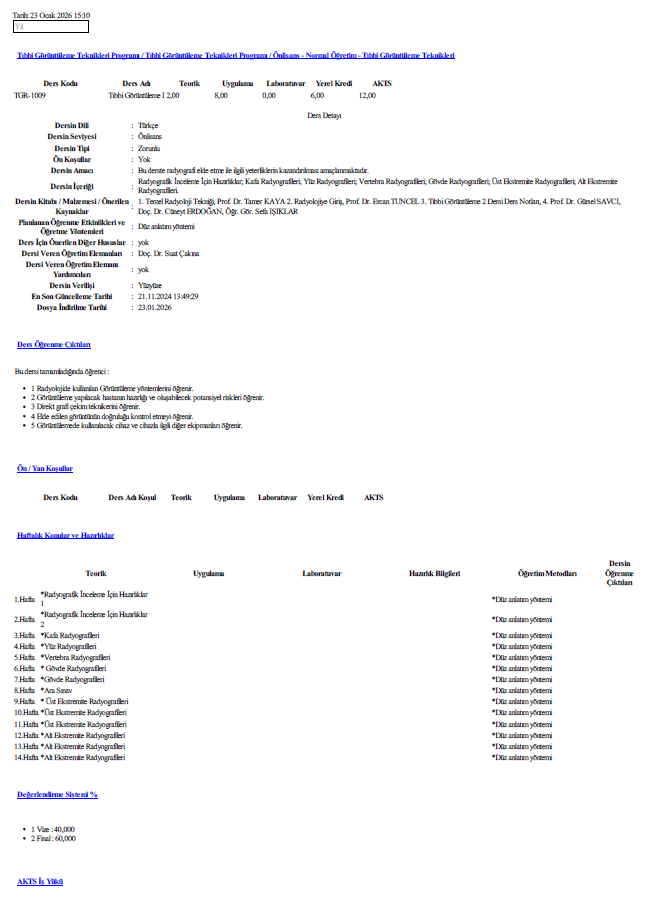 Tarih: 23 Ocak 2026 15:10
Yıl
Tıbbi Görüntüleme Teknikleri Programı / Tıbbi Görüntüleme Teknikleri Programı / Önlisans - Normal Öğretim - Tıbbi Görüntüleme Teknikleri
Ders Kodu Ders Adı Teorik Uygulama Laboratuvar Yerel Kredi AKTS
TGR-1009 Tıbbi Görüntüleme I 2,00 8,00 0,00 6,00 12,00
Ders Detayı
Dersin Dili : Türkçe
Dersin Seviyesi : Önlisans
Dersin Tipi : Zorunlu
Ön Koşullar : Yok
Dersin Amacı : Bu derste radyografi elde etme ile ilgili yeterliklerin kazandırılması amaçlanmaktadır.
Dersin İçeriği : Radyografik İnceleme İçin Hazırlıklar; Kafa Radyografileri; Yüz Radyografileri; Vertebra Radyografileri; Gövde Radyografileri; Üst Ekstremite Radyografileri; Alt Ekstremite
Radyografileri.
Dersin Kitabı / Malzemesi / Önerilen
Kaynaklar : 1. Temel Radyoloji Tekniği, Prof. Dr. Tamer KAYA 2. Radyolojiye Giriş, Prof. Dr. Ercan TUNCEL 3. Tıbbi Görüntüleme 2 Dersi Ders Notları, 4. Prof. Dr. Gürsel SAVCI,
Doç. Dr. Cüneyt ERDOĞAN, Öğr. Gör. Sefa IŞIKLAR
Planlanan Öğrenme Etkinlikleri ve
Öğretme Yöntemleri : Düz anlatım yöntemi
Ders İçin Önerilen Diğer Hususlar : yok
Dersi Veren Öğretim Elemanları : Doç. Dr. Suat Çakına
Dersi Veren Öğretim Elemanı
Yardımcıları : yok
Dersin Verilişi : Yüzyüze
En Son Güncelleme Tarihi : 21.11.2024 13:49:29
Dosya İndirilme Tarihi : 23.01.2026
Ders Öğrenme Çıktıları
Bu dersi tamamladığında öğrenci :
• 1 Radyolojide kullanılan Görüntüleme yöntemlerini öğrenir.
• 2 Görüntüleme yapılacak hastanın hazırlığı ve oluşabilecek potansiyel riskleri öğrenir.
• 3 Direkt grafi çekim teknikerini öğrenir.
• 4 Elde edilen görüntünün doğruluğu kontrol etmeyi öğrenir.
• 5 Görüntülemede kullanılacak cihaz ve cihazla ilgili diğer ekipmanları öğrenir.
Ön / Yan Koşullar
Ders Kodu Ders Adı Koşul Teorik Uygulama Laboratuvar Yerel Kredi AKTS
Haftalık Konular ve Hazırlıklar
Teorik Uygulama Laboratuvar Hazırlık Bilgileri Öğretim Metodları Dersin Öğrenme Çıktıları
1.Hafta *Radyografik İnceleme İçin Hazırlıklar 1 *Düz anlatım yöntemi
2.Hafta *Radyografik İnceleme İçin Hazırlıklar 2 *Düz anlatım yöntemi
3.Hafta *Kafa Radyografileri *Düz anlatım yöntemi
4.Hafta *Yüz Radyografileri *Düz anlatım yöntemi
5.Hafta *Vertebra Radyografileri *Düz anlatım yöntemi
6.Hafta * Gövde Radyografileri *Düz anlatım yöntemi
7.Hafta *Gövde Radyografileri *Düz anlatım yöntemi
8.Hafta *Ara Sınav *Düz anlatım yöntemi
9.Hafta * Üst Ekstremite Radyografileri *Düz anlatım yöntemi
10.Hafta *Üst Ekstremite Radyografileri *Düz anlatım yöntemi
11.Hafta *Üst Ekstremite Radyografileri *Düz anlatım yöntemi
12.Hafta *Alt Ekstremite Radyografileri *Düz anlatım yöntemi
13.Hafta *Alt Ekstremite Radyografileri *Düz anlatım yöntemi
14.Hafta *Alt Ekstremite Radyografileri *Düz anlatım yöntemi
Değerlendirme Sistemi %
• 1 Vize : 40,000
• 2 Final : 60,000
AKTS İş Yükü